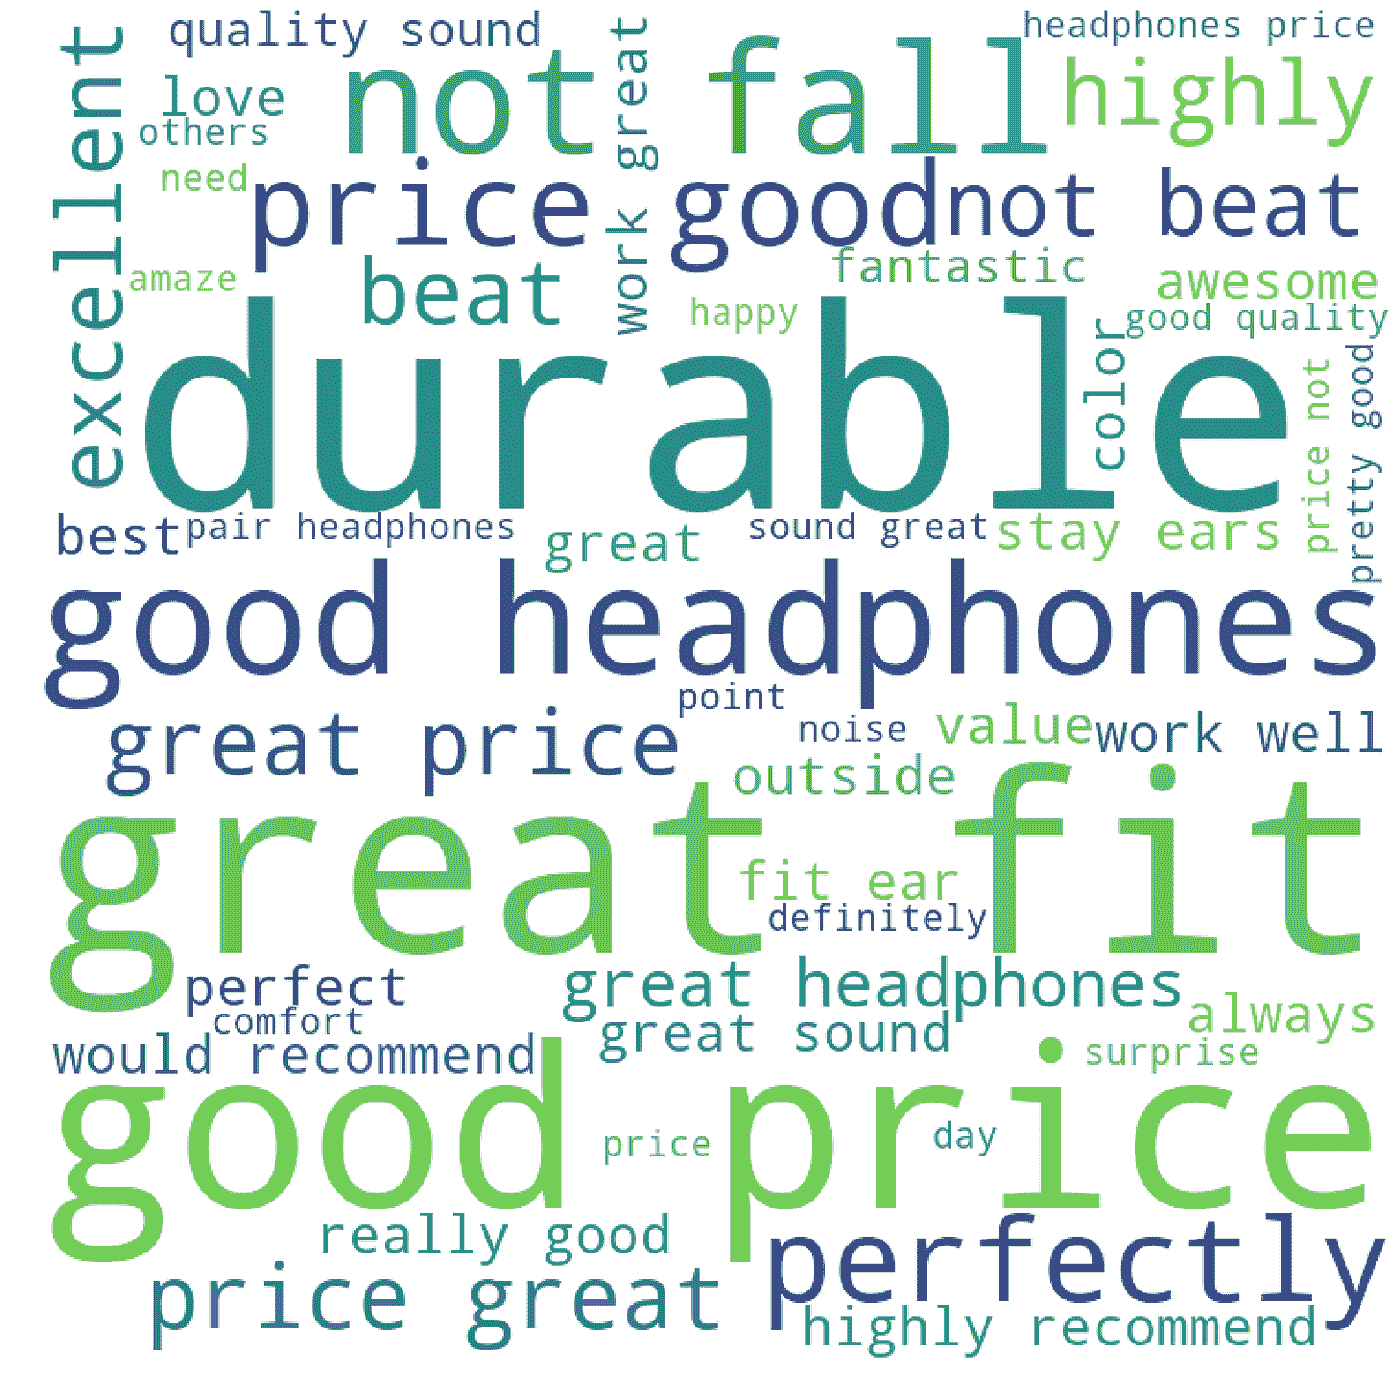 quality sound
headphones price
excellent
love
not fall
work great
highly
others
need
price good
not beat
amaze
beat
fantastic
awesome
happy
good quality
durable
color
price not
pretty good
best
pair headphones
great
sound great
stay ears
good headphones
point
great price
noise
value
work well
outside
great fit
fit ear
definitely
perfect
great headphones
comfort
great sound
always
would recommend
surprise
good price
price
day
really good
perfectly
price great
highly recommend